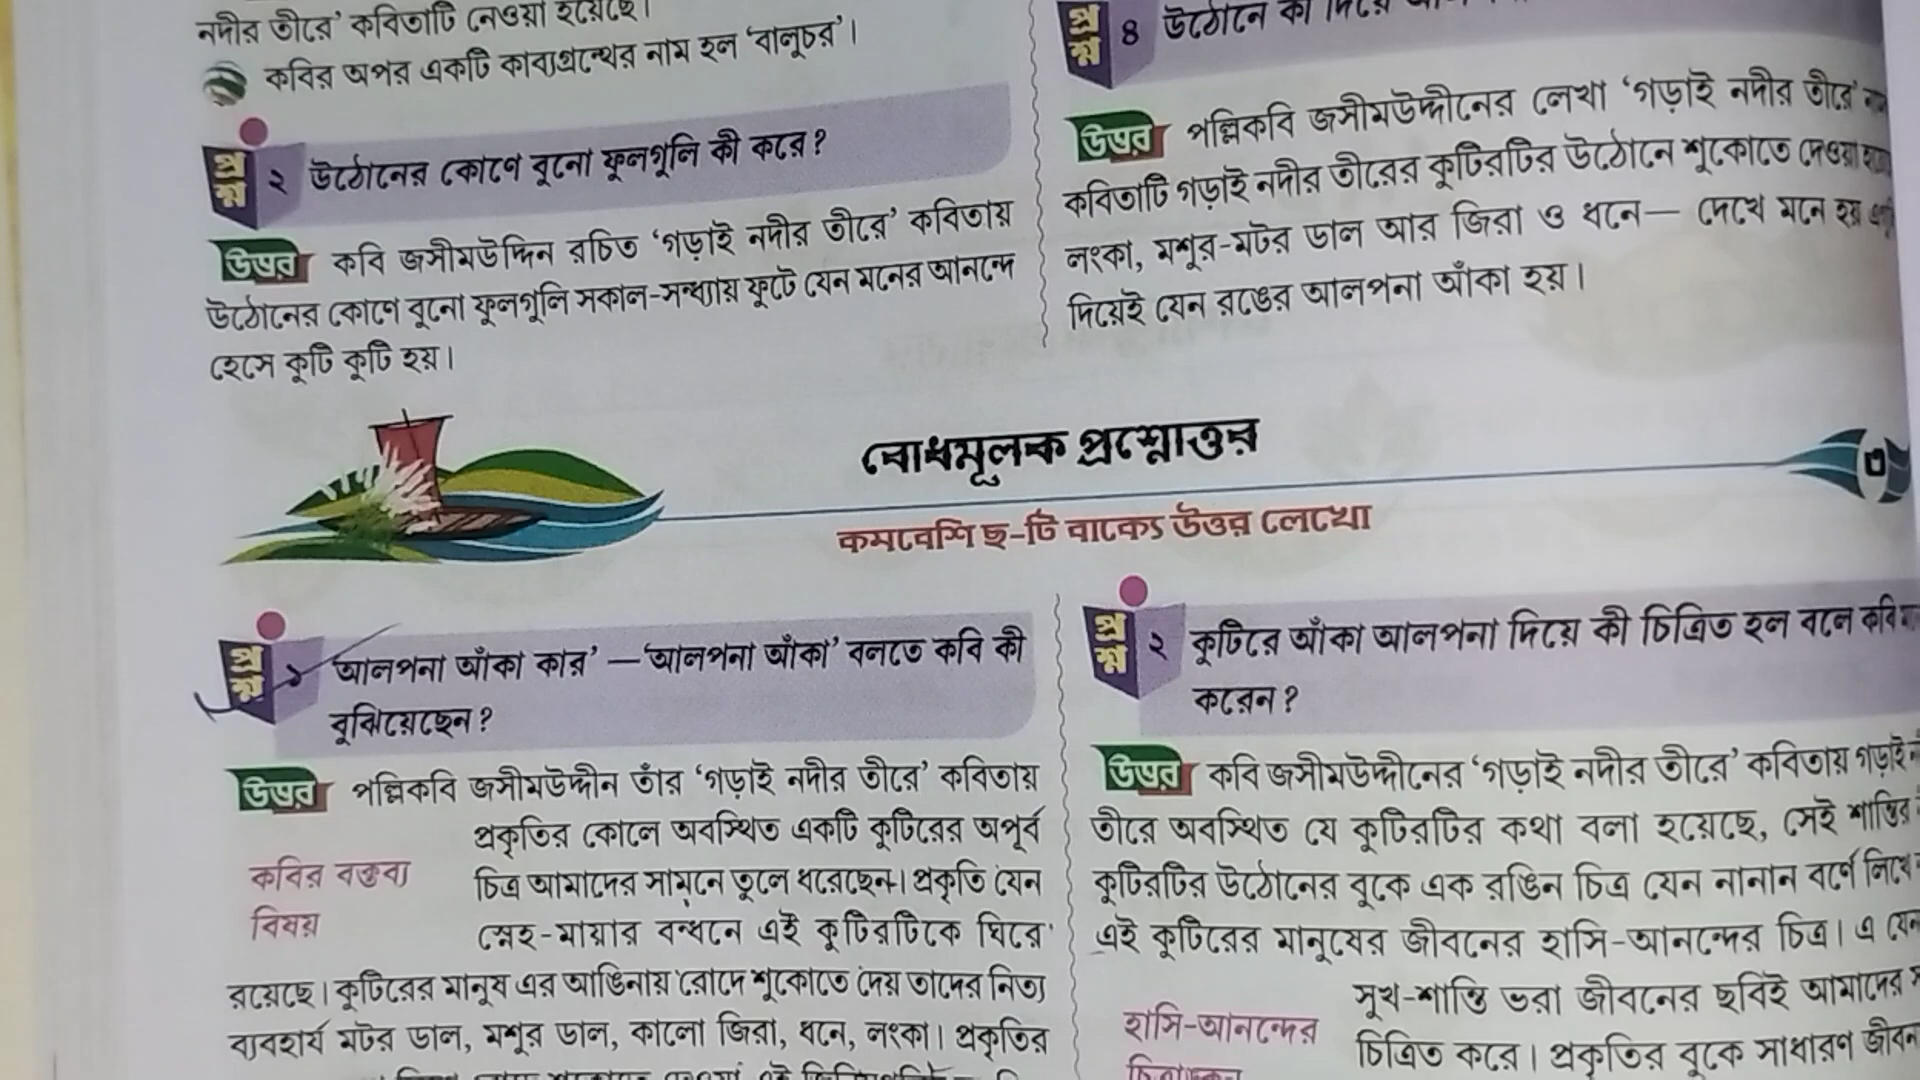 নদীর তীরে’ কবিতাটি নেওয়া হয়েছে।
কবির অপর একটি কাব্যগ্রন্থের নাম হল ‘বালুচর’।
প্রশ্ন ২ উঠোনের কোণে বুনো ফুলগুলি কী করে?
উত্তর কবি জসীমউদ্দিন রচিত ‘গড়াই নদীর তীরে’ কবিতায়
উঠোনের কোণে বুনো ফুলগুলি সকাল-সন্ধ্যায় ফুটে যেন মনের আনন্দে
হেসে কুটি কুটি হয়।
প্রশ্ন ৪ উঠোনে কী দিয়ে
উত্তর পল্লিকবি জসীমউদ্দীনের লেখা ‘গড়াই নদীর তীরে’
কবিতাটি গড়াই নদীর তীরের কুটিরটির উঠোনে শুকোতে দেওয়া
লংকা, মশুর-মটর ডাল আর জিরা ও ধনে— দেখে মনে হয়
দিয়েই যেন রঙের আলপনা আঁকা হয়।
বোধমূলক প্রশ্নোত্তর
৩
কমবেশি ছ-টি বাক্যে উত্তর লেখো
প্রশ্ন ১ ‘আলপনা আঁকা কার’ —‘আলপনা আঁকা’ বলতে কবি কী
বুঝিয়েছেন?
উত্তর পল্লিকবি জসীমউদ্দীন তাঁর ‘গড়াই নদীর তীরে’ কবিতায়
প্রকৃতির কোলে অবস্থিত একটি কুটিরের অপূর্ব
কবির বক্তব্য
চিত্র আমাদের সামনে তুলে ধরেছেন। প্রকৃতি যেন
বিষয়
স্নেহ-মায়ার বন্ধনে এই কুটিরটিকে ঘিরে
রয়েছে। কুটিরের মানুষ এর আঙিনায় রোদে শুকোতে দেয় তাদের নিত্য
ব্যবহার্য মটর ডাল, মশুর ডাল, কালো জিরা, ধনে, লংকা। প্রকৃতির
প্রশ্ন ২ কুটিরে আঁকা আলপনা দিয়ে কী চিত্রিত হল বলে কবি
করেন?
উত্তর কবি জসীমউদ্দীনের ‘গড়াই নদীর তীরে’ কবিতায় গড়াই
তীরে অবস্থিত যে কুটিরটির কথা বলা হয়েছে, সেই শান্তির
কুটিরটির উঠোনের বুকে এক রঙিন চিত্র যেন নানান বর্ণে লিখে
এই কুটিরের মানুষের জীবনের হাসি-আনন্দের চিত্র। এ যেন
সুখ-শান্তি ভরা জীবনের ছবিই আমাদের
হাসি-আনন্দের
চিত্রিত করে। প্রকৃতির বুকে সাধারণ জীবন